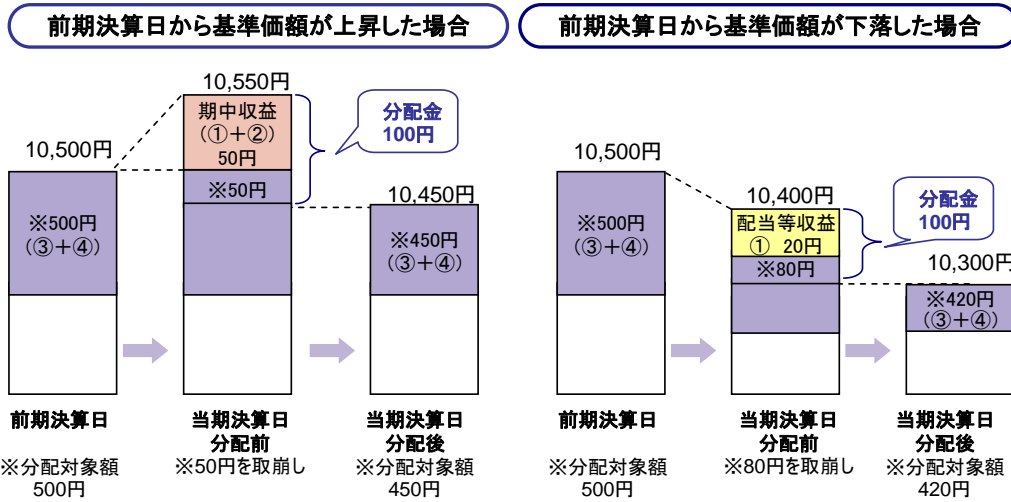 前期決算日から基準価額が上昇した場合
10,550円
期中収益
(①+②)
50円
分配金
100円
10,500円
※50円
10,450円
※500円
(③+④)
※450円
(③+④)
前期決算日
当期決算日
分配前
当期決算日
分配後
※分配対象額
500円
※50円を取崩し
※分配対象額
450円
前期決算日から基準価額が下落した場合
10,500円
10,400円
分配金
100円
※500円
(③+④)
配当等収益
① 20円
※80円
10,300円
※420円
(③+④)
前期決算日
当期決算日
分配前
当期決算日
分配後
※分配対象額
500円
※80円を取崩し
※分配対象額
420円